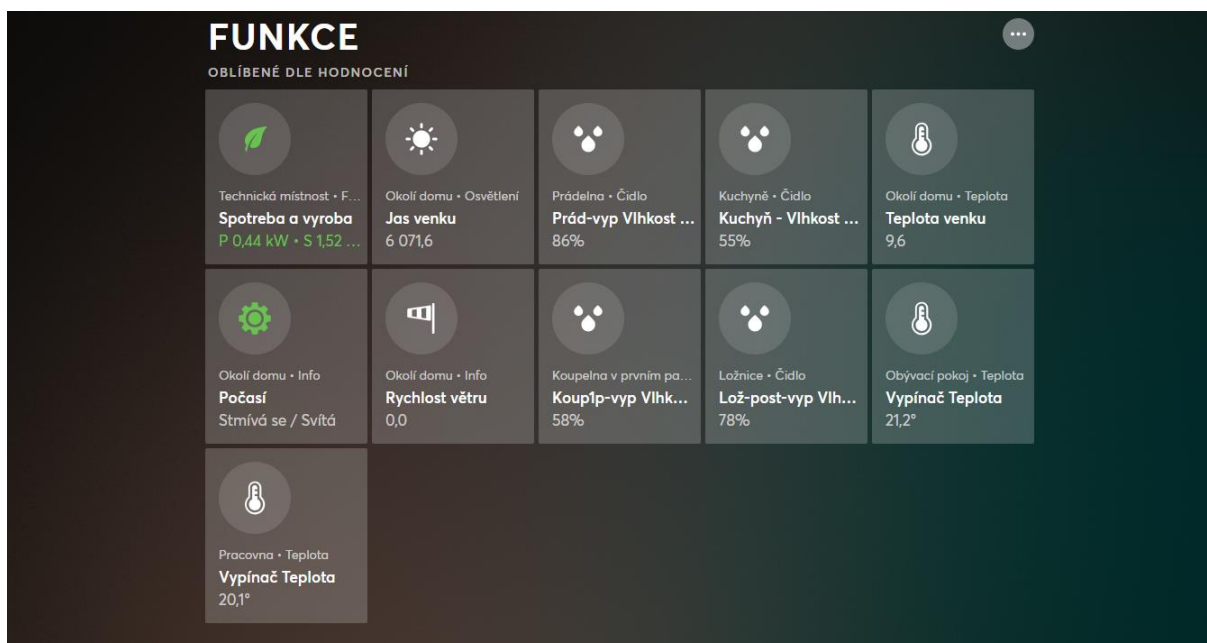 FUNKCE
OBLÍBENÉ DLE HODNOCENÍ
Technická místnost • F...
Spotreba a vyroba
P 0,44 kW • S 1,52 ...
Okolí domu • Osvětlení
Jas venku
6 071,6
Prádelna • Čidlo
Prád-vyp Vlhkost ...
86%
Kuchyně • Čidlo
Kuchyň - Vlhkost ...
55%
Okolí domu • Teplota
Teplota venku
9,6
Okolí domu • Info
Počasí
Stmívá se / Svítá
Okolí domu • Info
Rychlost větru
0,0
Koupelna v prvním pa...
Koup1p-vyp Vlhk...
58%
Ložnice • Čidlo
Lož-post-vyp Vlh...
78%
Obývací pokoj • Teplota
Vypínač Teplota
21,2°
Pracovna • Teplota
Vypínač Teplota
20,1°